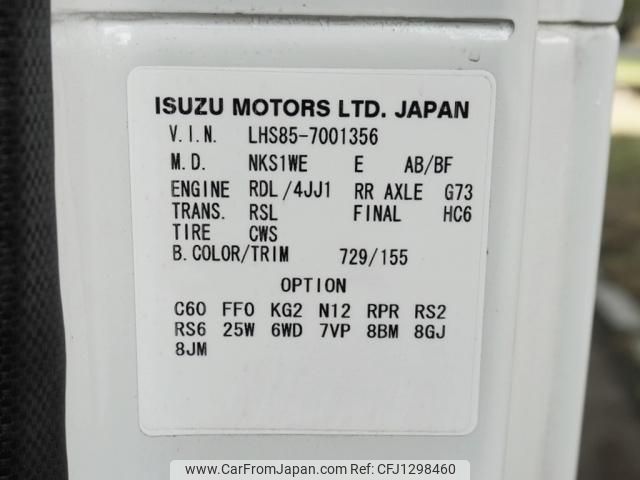 ISUZU MOTORS LTD. JAPAN
V.I.N. LHS85-7001356
M.D. NKS1WE E AB/BF
ENGINE RDL/4JJ1 RR AXLE G73
TRANS. RSL FINAL HC6
TIRE CWS
B.COLOR/TRIM 729/155
OPTION
C60 FF0 KG2 N12 RPR RS2
RS6 25W 6WD 7VP 8BM 8GJ
8JM
www.CarFromJapan.com CFJ1298460